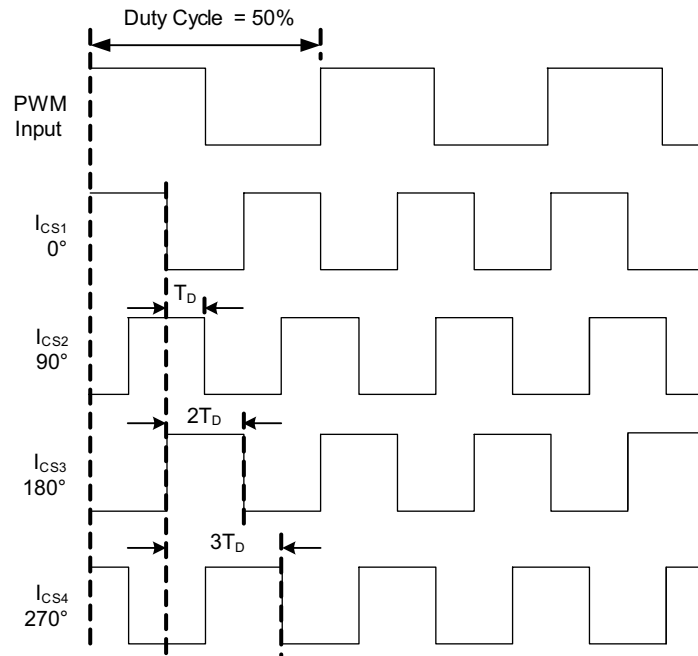 Duty Cycle = 50%
PWM
Input
ICS1
0°
TD
ICS2
90°
2TD
ICS3
180°
3TD
ICS4
270°